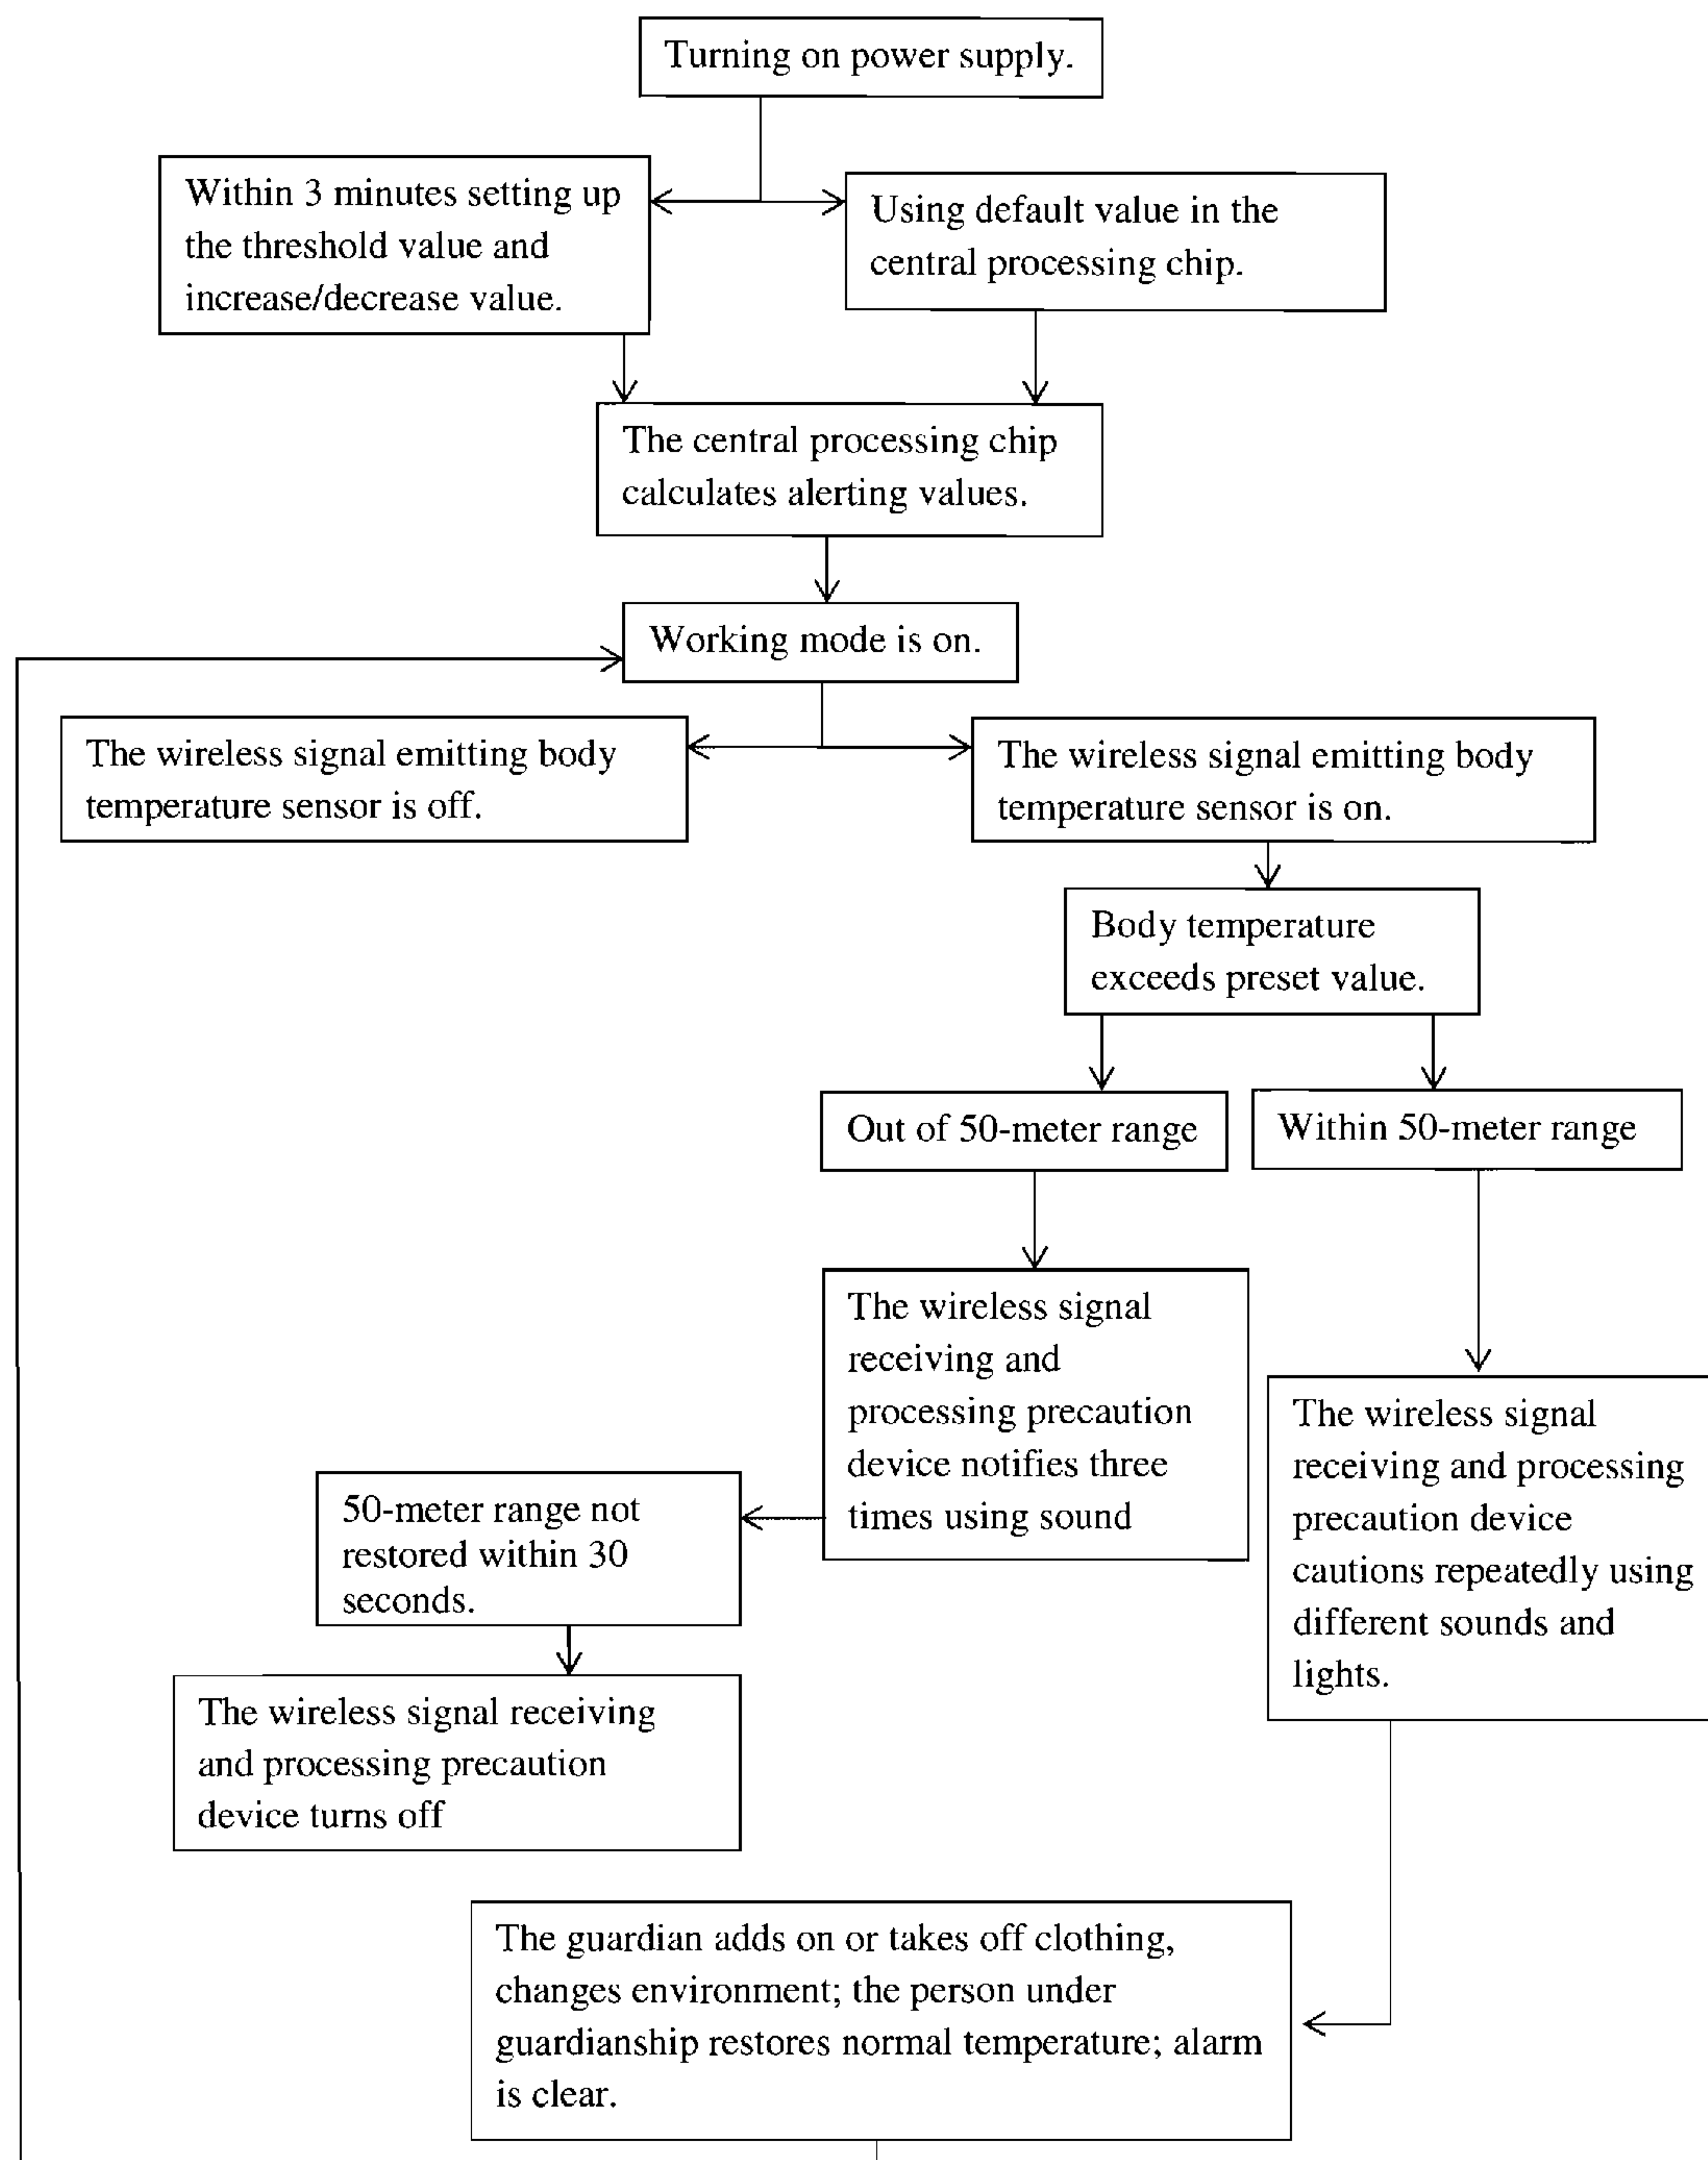 Turning on power supply.
Within 3 minutes setting up
the threshold value and
increase/decrease value.
Using default value in the
central processing chip.
The central processing chip
calculates alerting values.
Working mode is on.
The wireless signal emitting body
temperature sensor is off.
The wireless signal emitting body
temperature sensor is on.
Body temperature
exceeds preset value.
Out of 50-meter range
Within 50-meter range
The wireless signal
receiving and
processing precaution
device notifies three
times using sound
The wireless signal
receiving and processing
precaution device
cautions repeatedly using
different sounds and
lights.
50-meter range not
restored within 30
seconds.
The wireless signal receiving
and processing precaution
device turns off
The guardian adds on or takes off clothing,
changes environment; the person under
guardianship restores normal temperature; alarm
is clear.